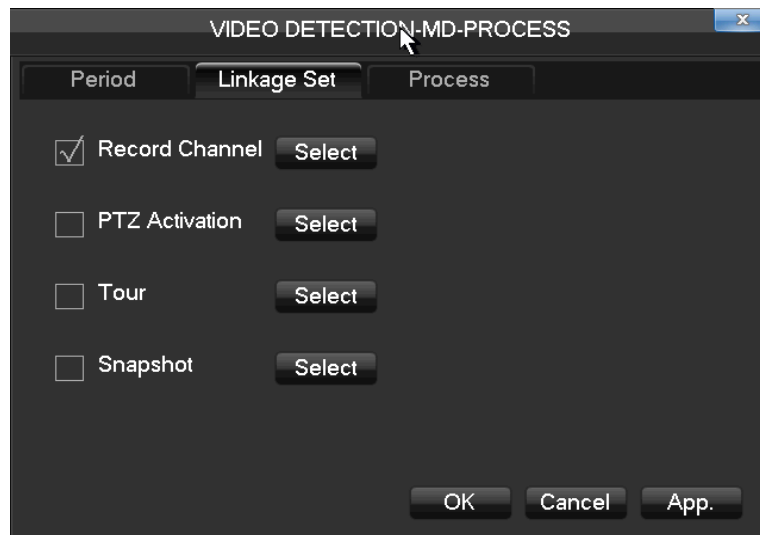 VIDEO DETECTION-MD-PROCESS
x
Period Linkage Set Process
Record Channel Select
PTZ Activation Select
Tour Select
Snapshot Select
OK Cancel App.